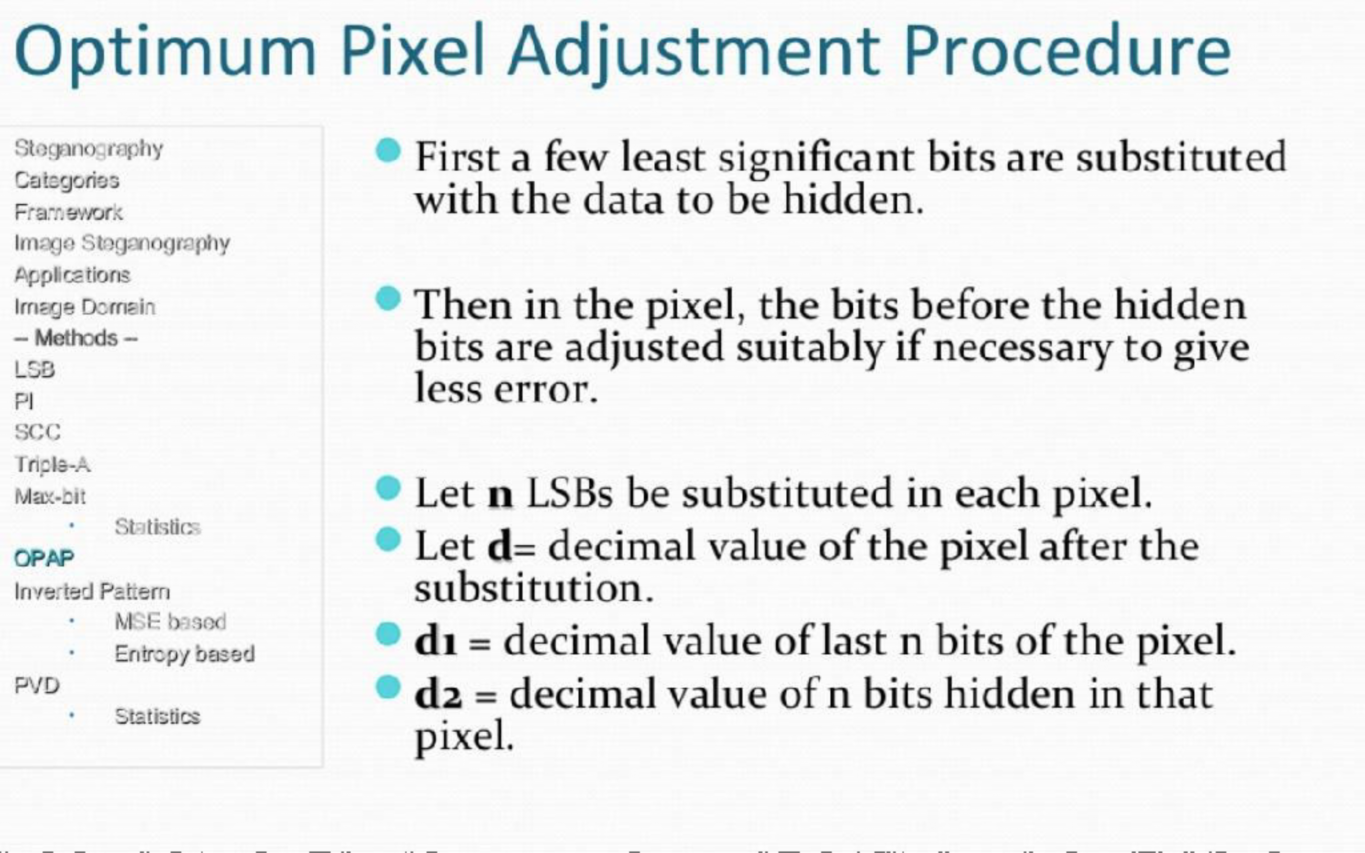 Optimum Pixel Adjustment Procedure
Steganography
Categories
Framework
Image Steganography
Applications
Image Domain
– Methods –
LSB
PI
SCC
Triple-A
Max-bit
• Statistics
OPAP
Inverted Pattern
• MSE based
• Entropy based
PVD
• Statistics
First a few least significant bits are substituted
with the data to be hidden.
Then in the pixel, the bits before the hidden
bits are adjusted suitably if necessary to give
less error.
Let n LSBs be substituted in each pixel.
Let d= decimal value of the pixel after the
substitution.
d1 = decimal value of last n bits of the pixel.
d2 = decimal value of n bits hidden in that
pixel.